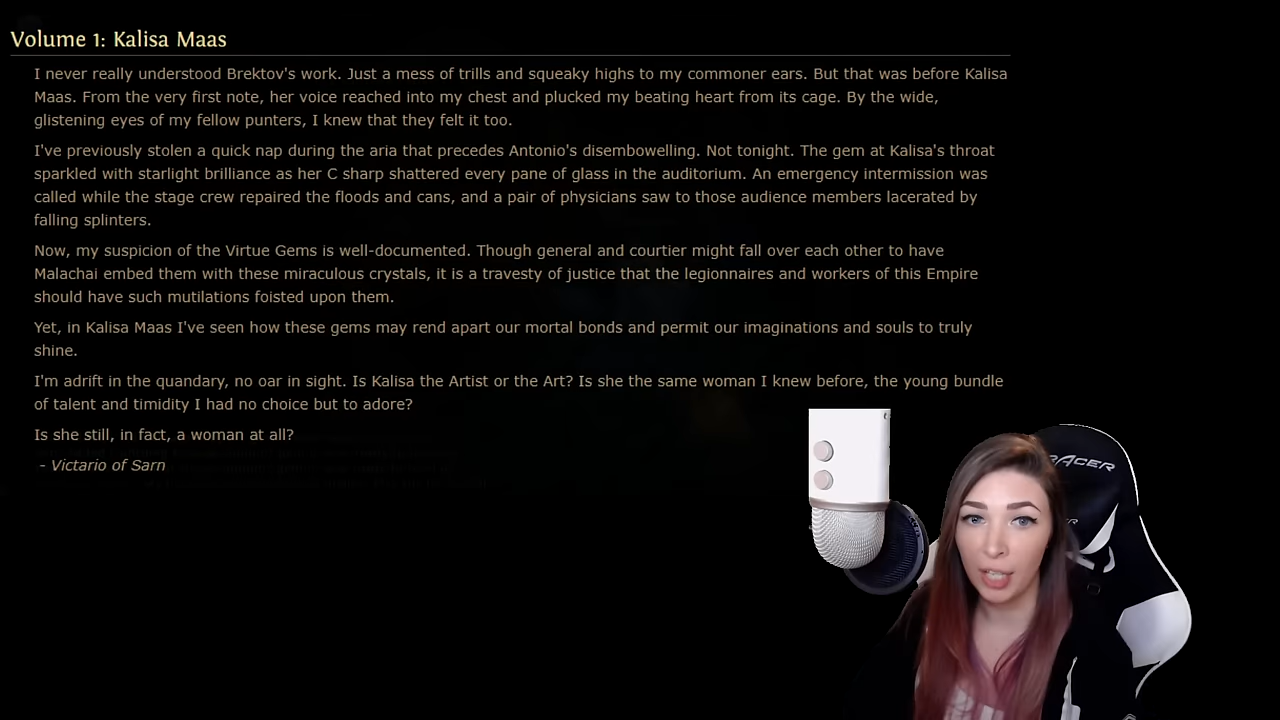 Volume 1: Kalisa Maas
I never really understood Brektov's work. Just a mess of trills and squeaky highs to my commoner ears. But that was before Kalisa
Maas. From the very first note, her voice reached into my chest and plucked my beating heart from its cage. By the wide,
glistening eyes of my fellow punters, I knew that they felt it too.
I've previously stolen a quick nap during the aria that precedes Antonio's disembowelling. Not tonight. The gem at Kalisa's throat
sparkled with starlight brilliance as her C sharp shattered every pane of glass in the auditorium. An emergency intermission was
called while the stage crew repaired the floods and cans, and a pair of physicians saw to those audience members lacerated by
falling splinters.
Now, my suspicion of the Virtue Gems is well-documented. Though general and courtier might fall over each other to have
Malachai embed them with these miraculous crystals, it is a travesty of justice that the legionnaires and workers of this Empire
should have such mutilations foisted upon them.
Yet, in Kalisa Maas I've seen how these gems may rend apart our mortal bonds and permit our imaginations and souls to truly
shine.
I'm adrift in the quandary, no oar in sight. Is Kalisa the Artist or the Art? Is she the same woman I knew before, the young bundle
of talent and timidity I had no choice but to adore?
Is she still, in fact, a woman at all?
- Victario of Sarn
RACER